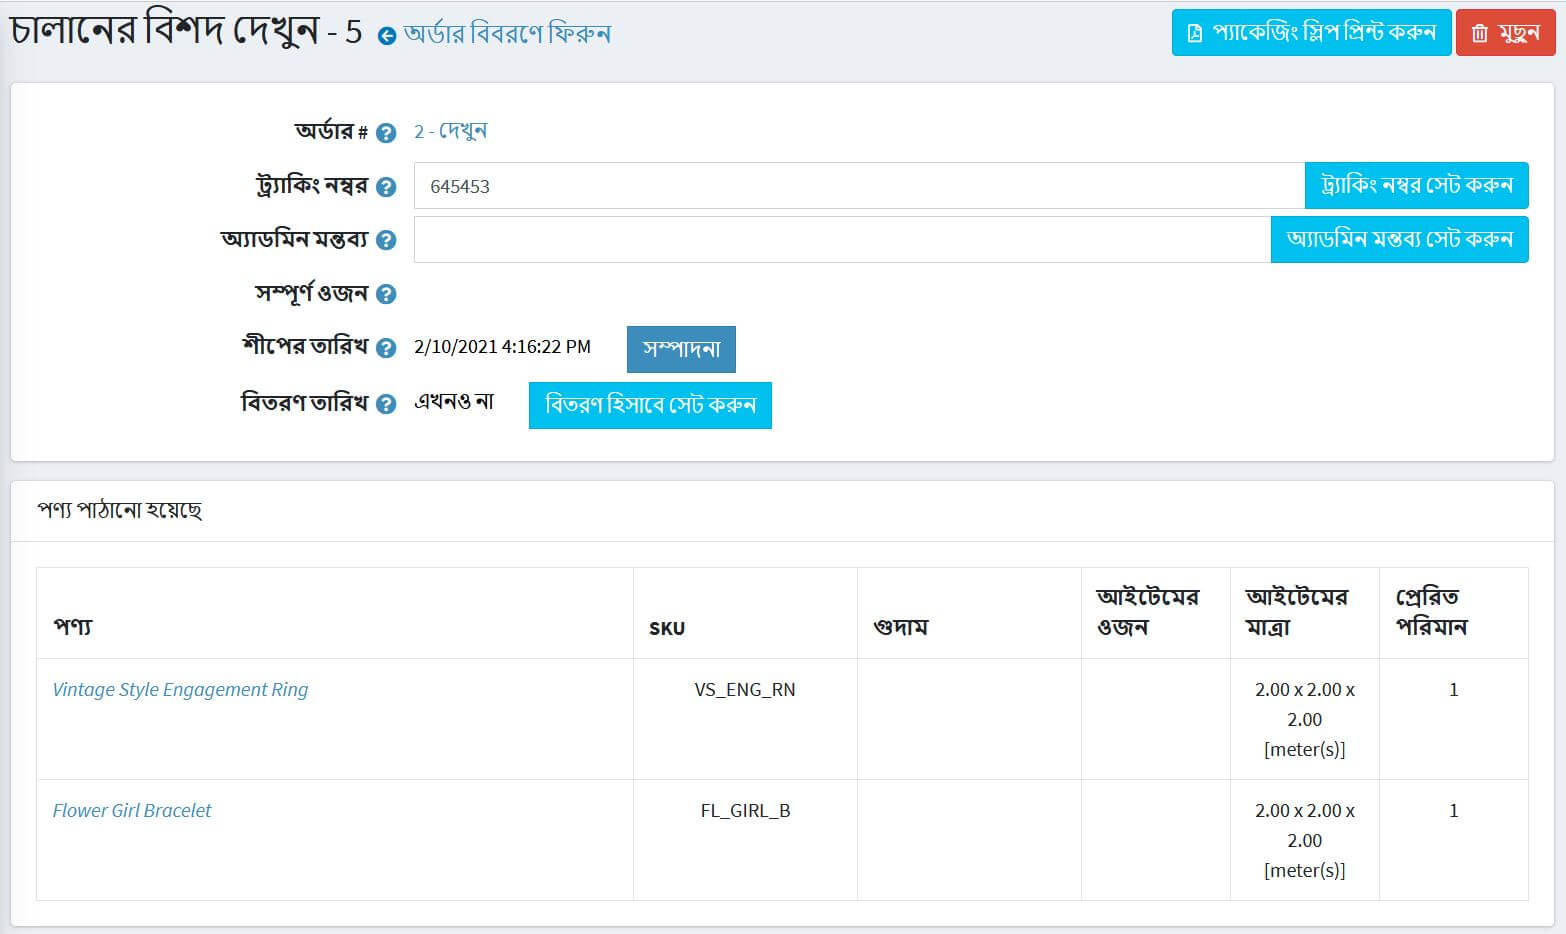 চালানের বিশদ দেখুন - 5 অর্ডার বিবরণে ফিরুন
প্যাকেজিং স্লিপ প্রিন্ট করুন
মুছুন
অর্ডার # 2 - দেখুন
ট্র্যাকিং নম্বর 645453 ট্র্যাকিং নম্বর সেট করুন
অ্যাডমিন মন্তব্য অ্যাডমিন মন্তব্য সেট করুন
সম্পূর্ণ ওজন
শীপের তারিখ 2/10/2021 4:16:22 PM সম্পাদনা
বিতরণ তারিখ এখনও না বিতরণ হিসাবে সেট করুন
পণ্য পাঠানো হয়েছে
পণ্য
SKU
গুদাম
আইটেমের
ওজন
আইটেমের
মাত্রা
প্রেরিত
পরিমান
Vintage Style Engagement Ring
VS_ENG_RN
2.00 x 2.00 x
2.00
[meter(s)]
1
Flower Girl Bracelet
FL_GIRL_B
2.00 x 2.00 x
2.00
[meter(s)]
1